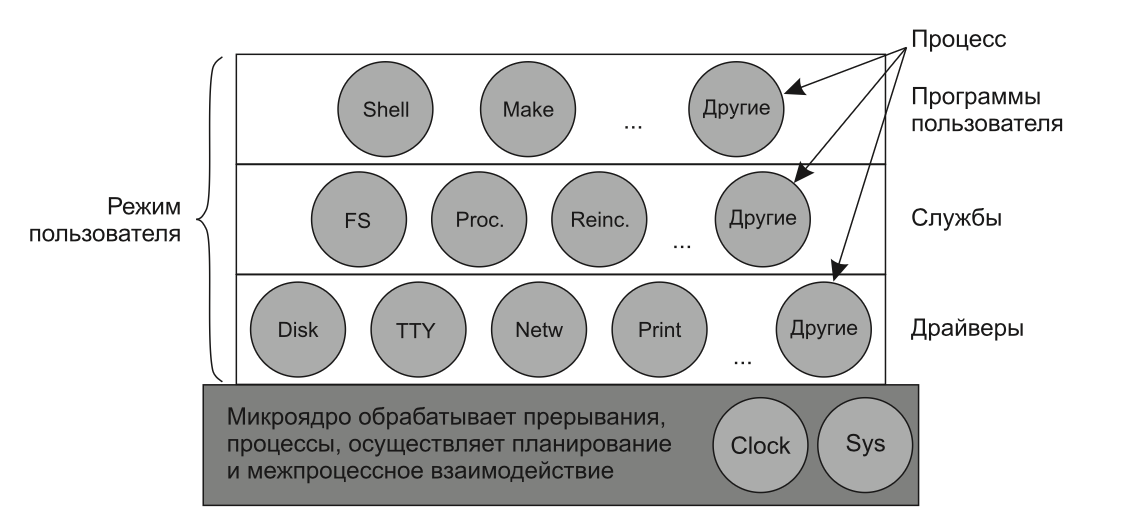 Процесс
Shell
Make
...
Другие
Программы
пользователя
Режим
пользователя
FS
Proc.
Reinc.
...
Другие
Службы
Disk
TTY
Netw
Print
...
Другие
Драйверы
Микроядро обрабатывает прерывания,
процессы, осуществляет планирование
и межпроцессное взаимодействие
Clock
Sys